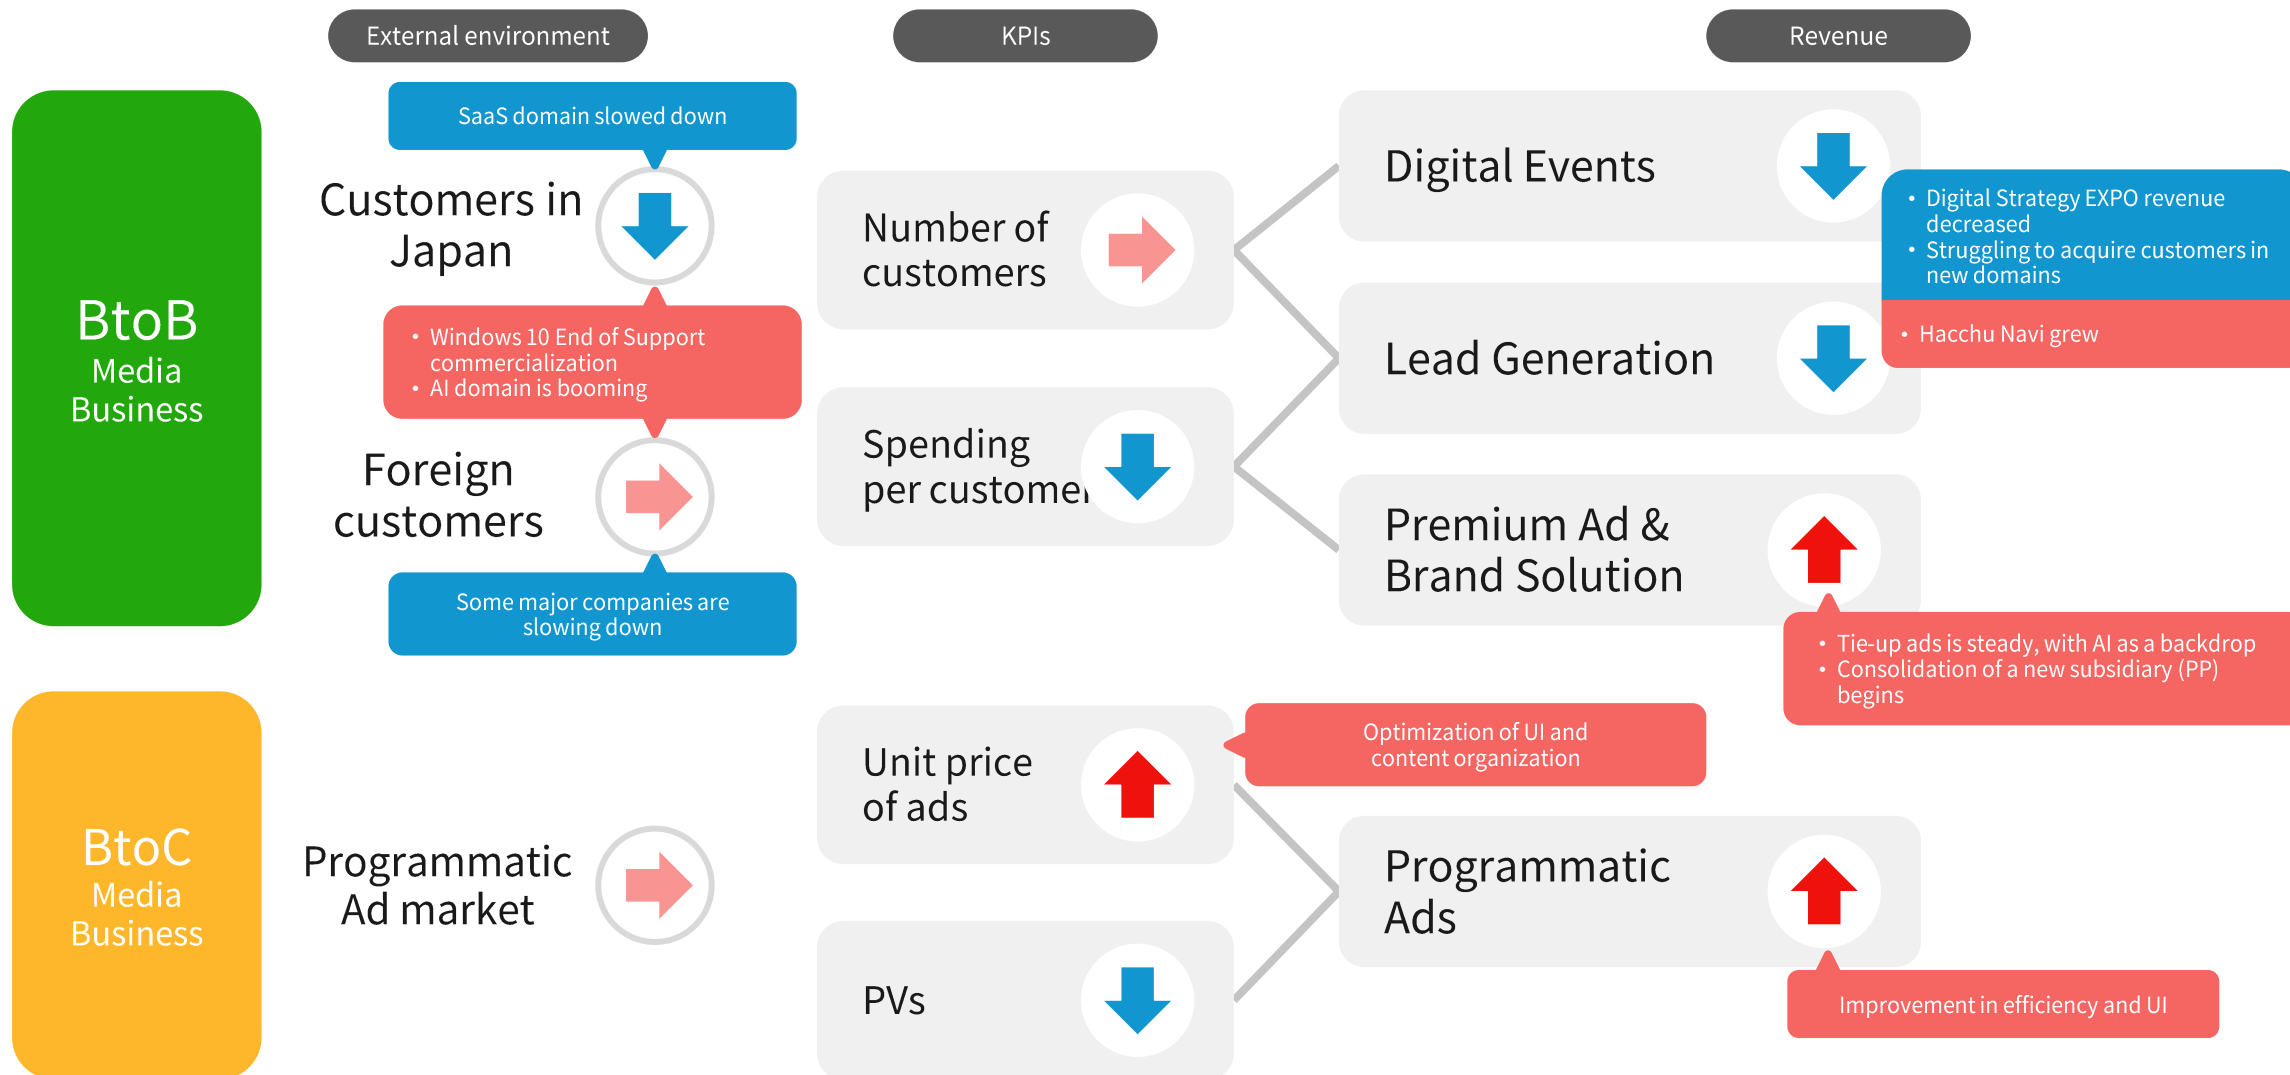 External environment
KPIs
Revenue
BtoB
Media
Business
SaaS domain slowed down
Customers in
Japan
• Windows 10 End of Support
commercialization
• AI domain is booming
Foreign
customers
Some major companies are
slowing down
Number of
customers
Spending
per customer
Digital Events
Lead Generation
• Digital Strategy EXPO revenue
decreased
• Struggling to acquire customers in
new domains
• Hacchu Navi grew
Premium Ad &
Brand Solution
• Tie-up ads is steady, with AI as a backdrop
• Consolidation of a new subsidiary (PP)
begins
BtoC
Media
Business
Programmatic
Ad market
Unit price
of ads
Optimization of UI and
content organization
PVs
Programmatic
Ads
Improvement in efficiency and UI